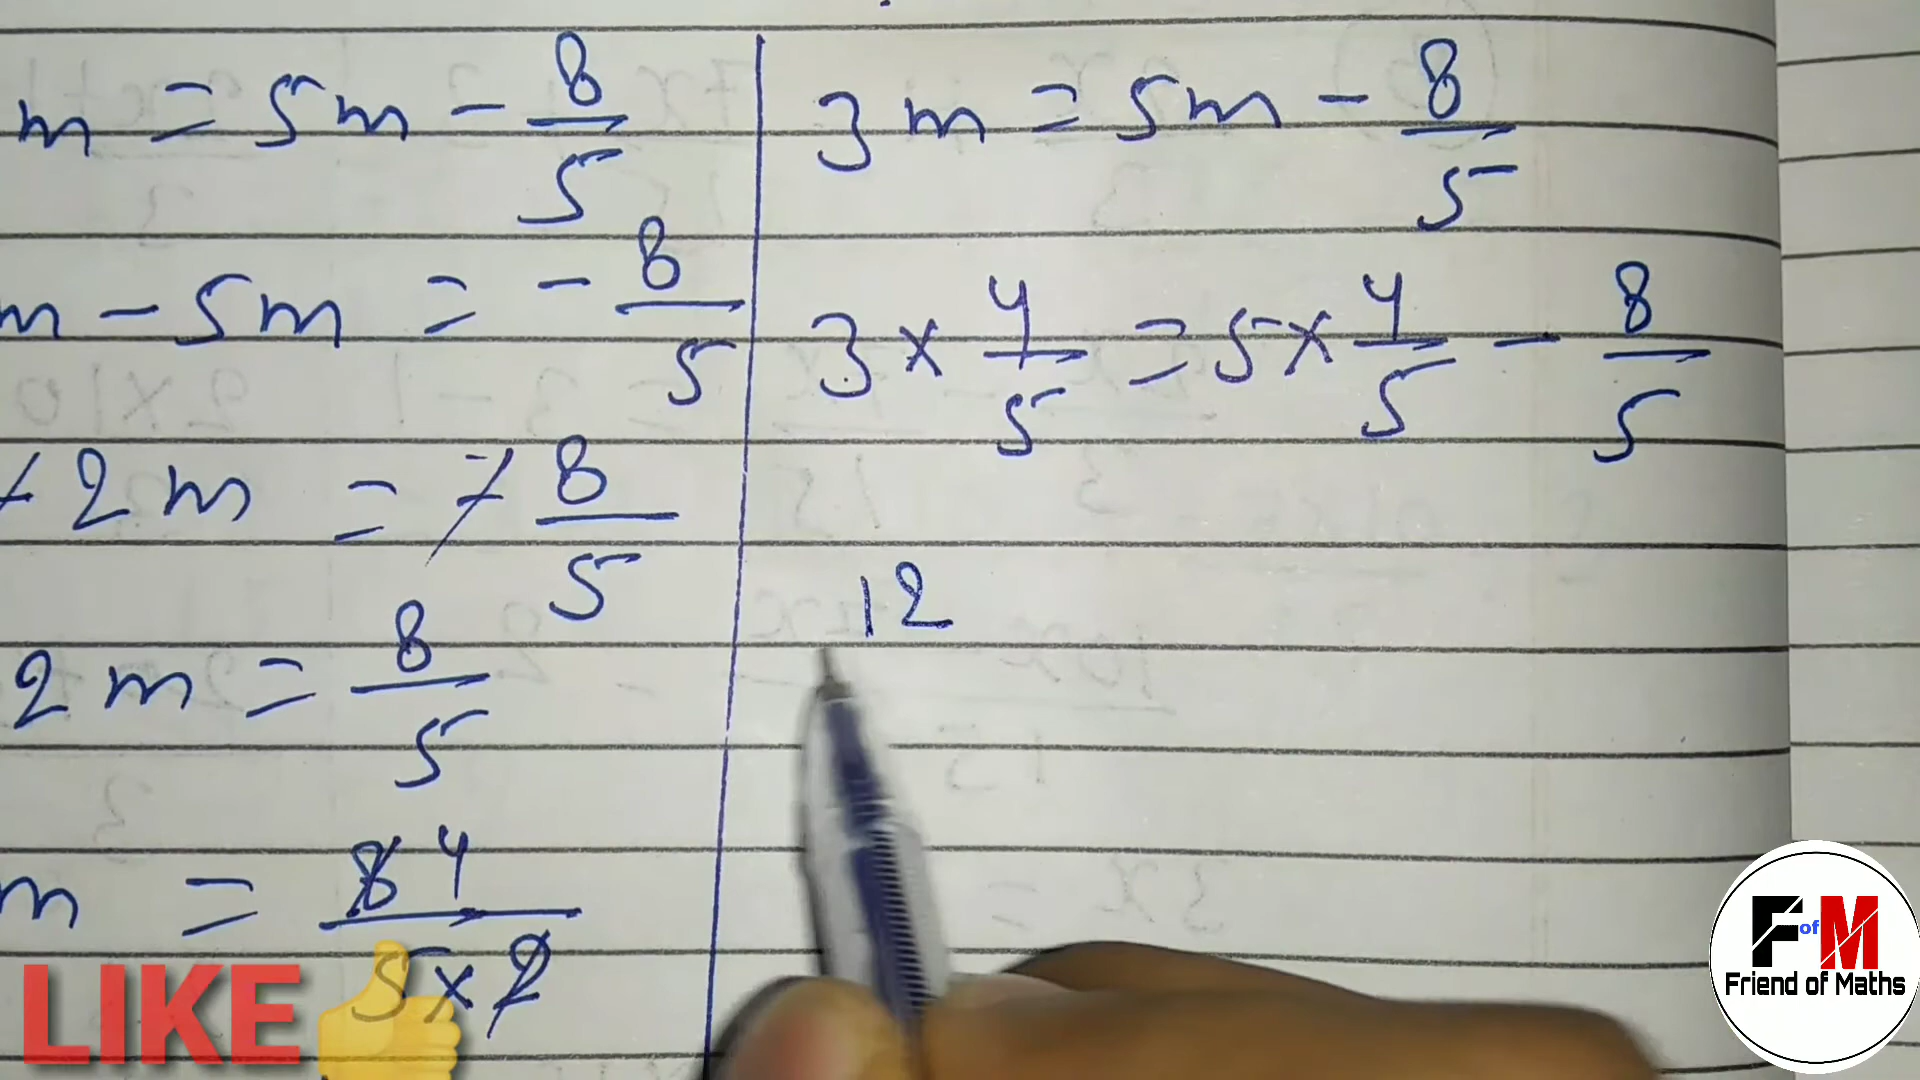 m = 5m - 8/5
m - 5m = - 8/5
- 2m = - 8/5
2m = 8/5
m = 8 4/5×2
3m = 5m - 8/5
3 × 4/5 = 5 × 4/5 - 8/5
12
LIKE
F of M
Friend of Maths